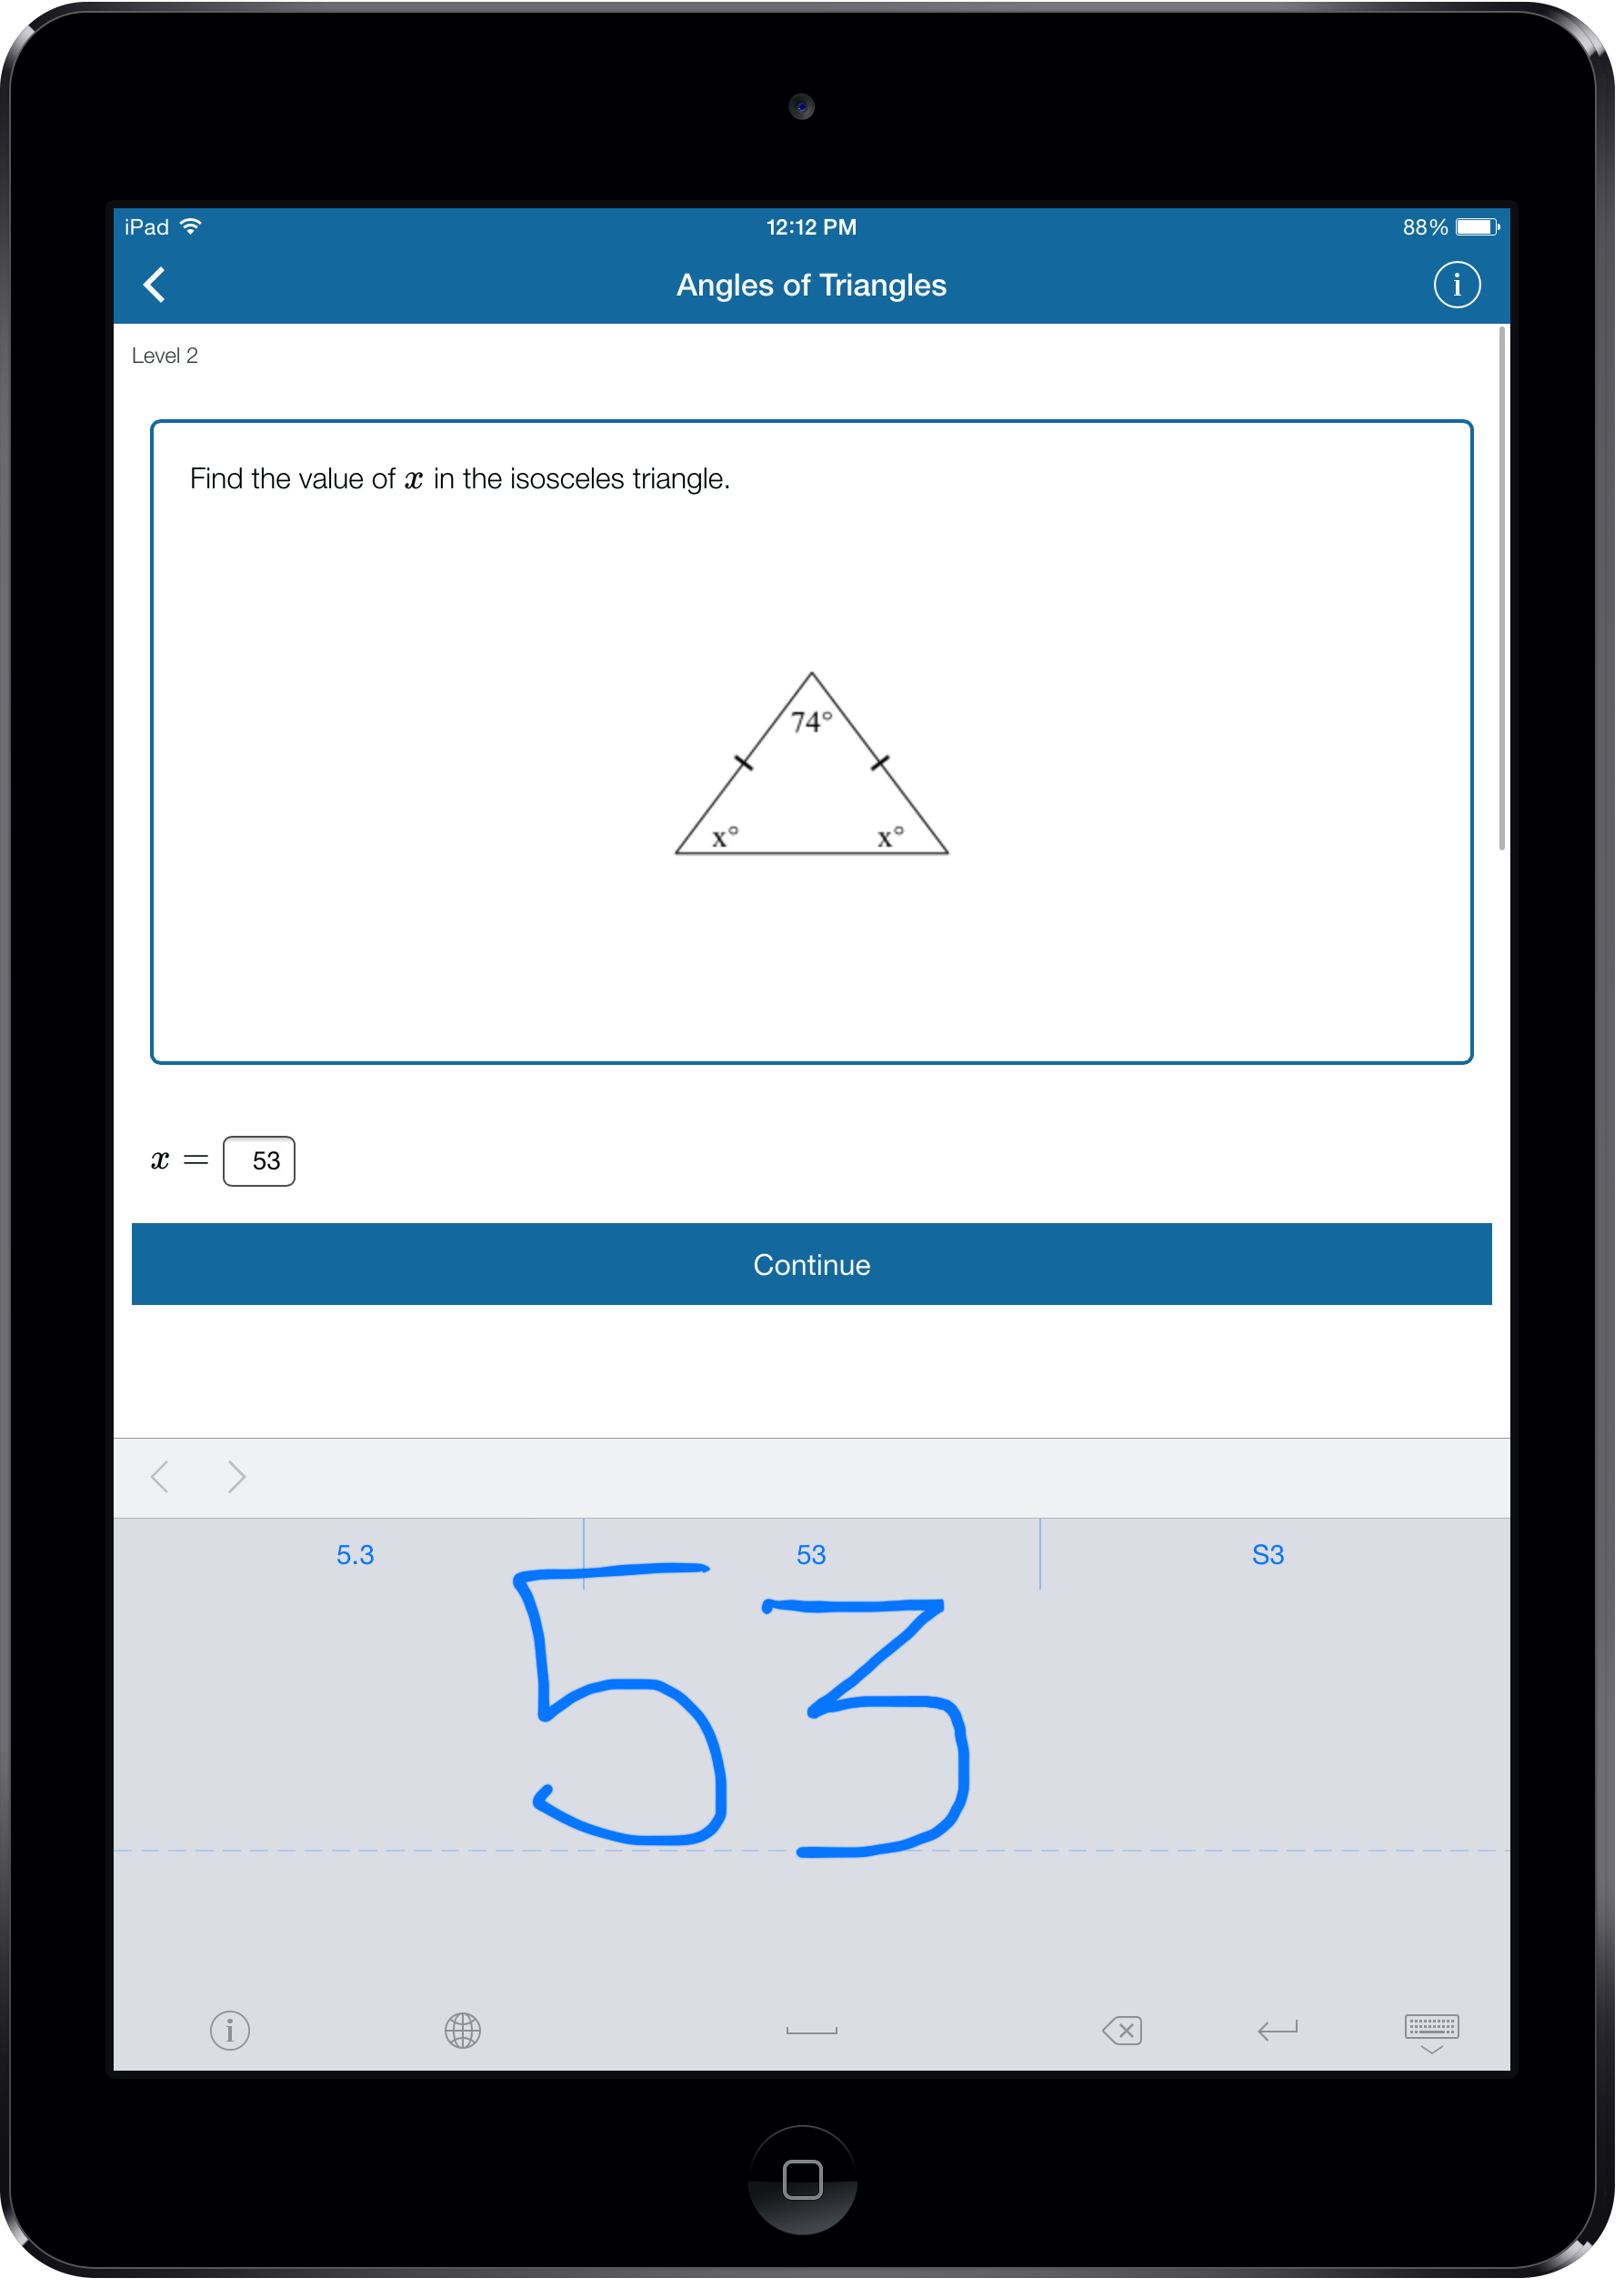 iPad 12:12 PM 88%
Angles of Triangles
Level 2
Find the value of x in the isosceles triangle.
74°
x° x°
x = 53
Continue
5.3 53 S3
53